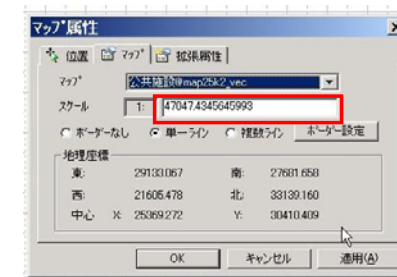 マップ属性
位置 マップ 拡張属性
マップ 公共施設@map25k2_vec
スケール 1: 47047.4345645993
ボーダーなし 単一ライン 複数ライン ボーダー設定
地理座標
東: 29133.067 南: 27681.658
西: 21605.478 北: 33139.160
中心 X: 25369.272 Y: 30410.409
OK キャンセル 適用(A)